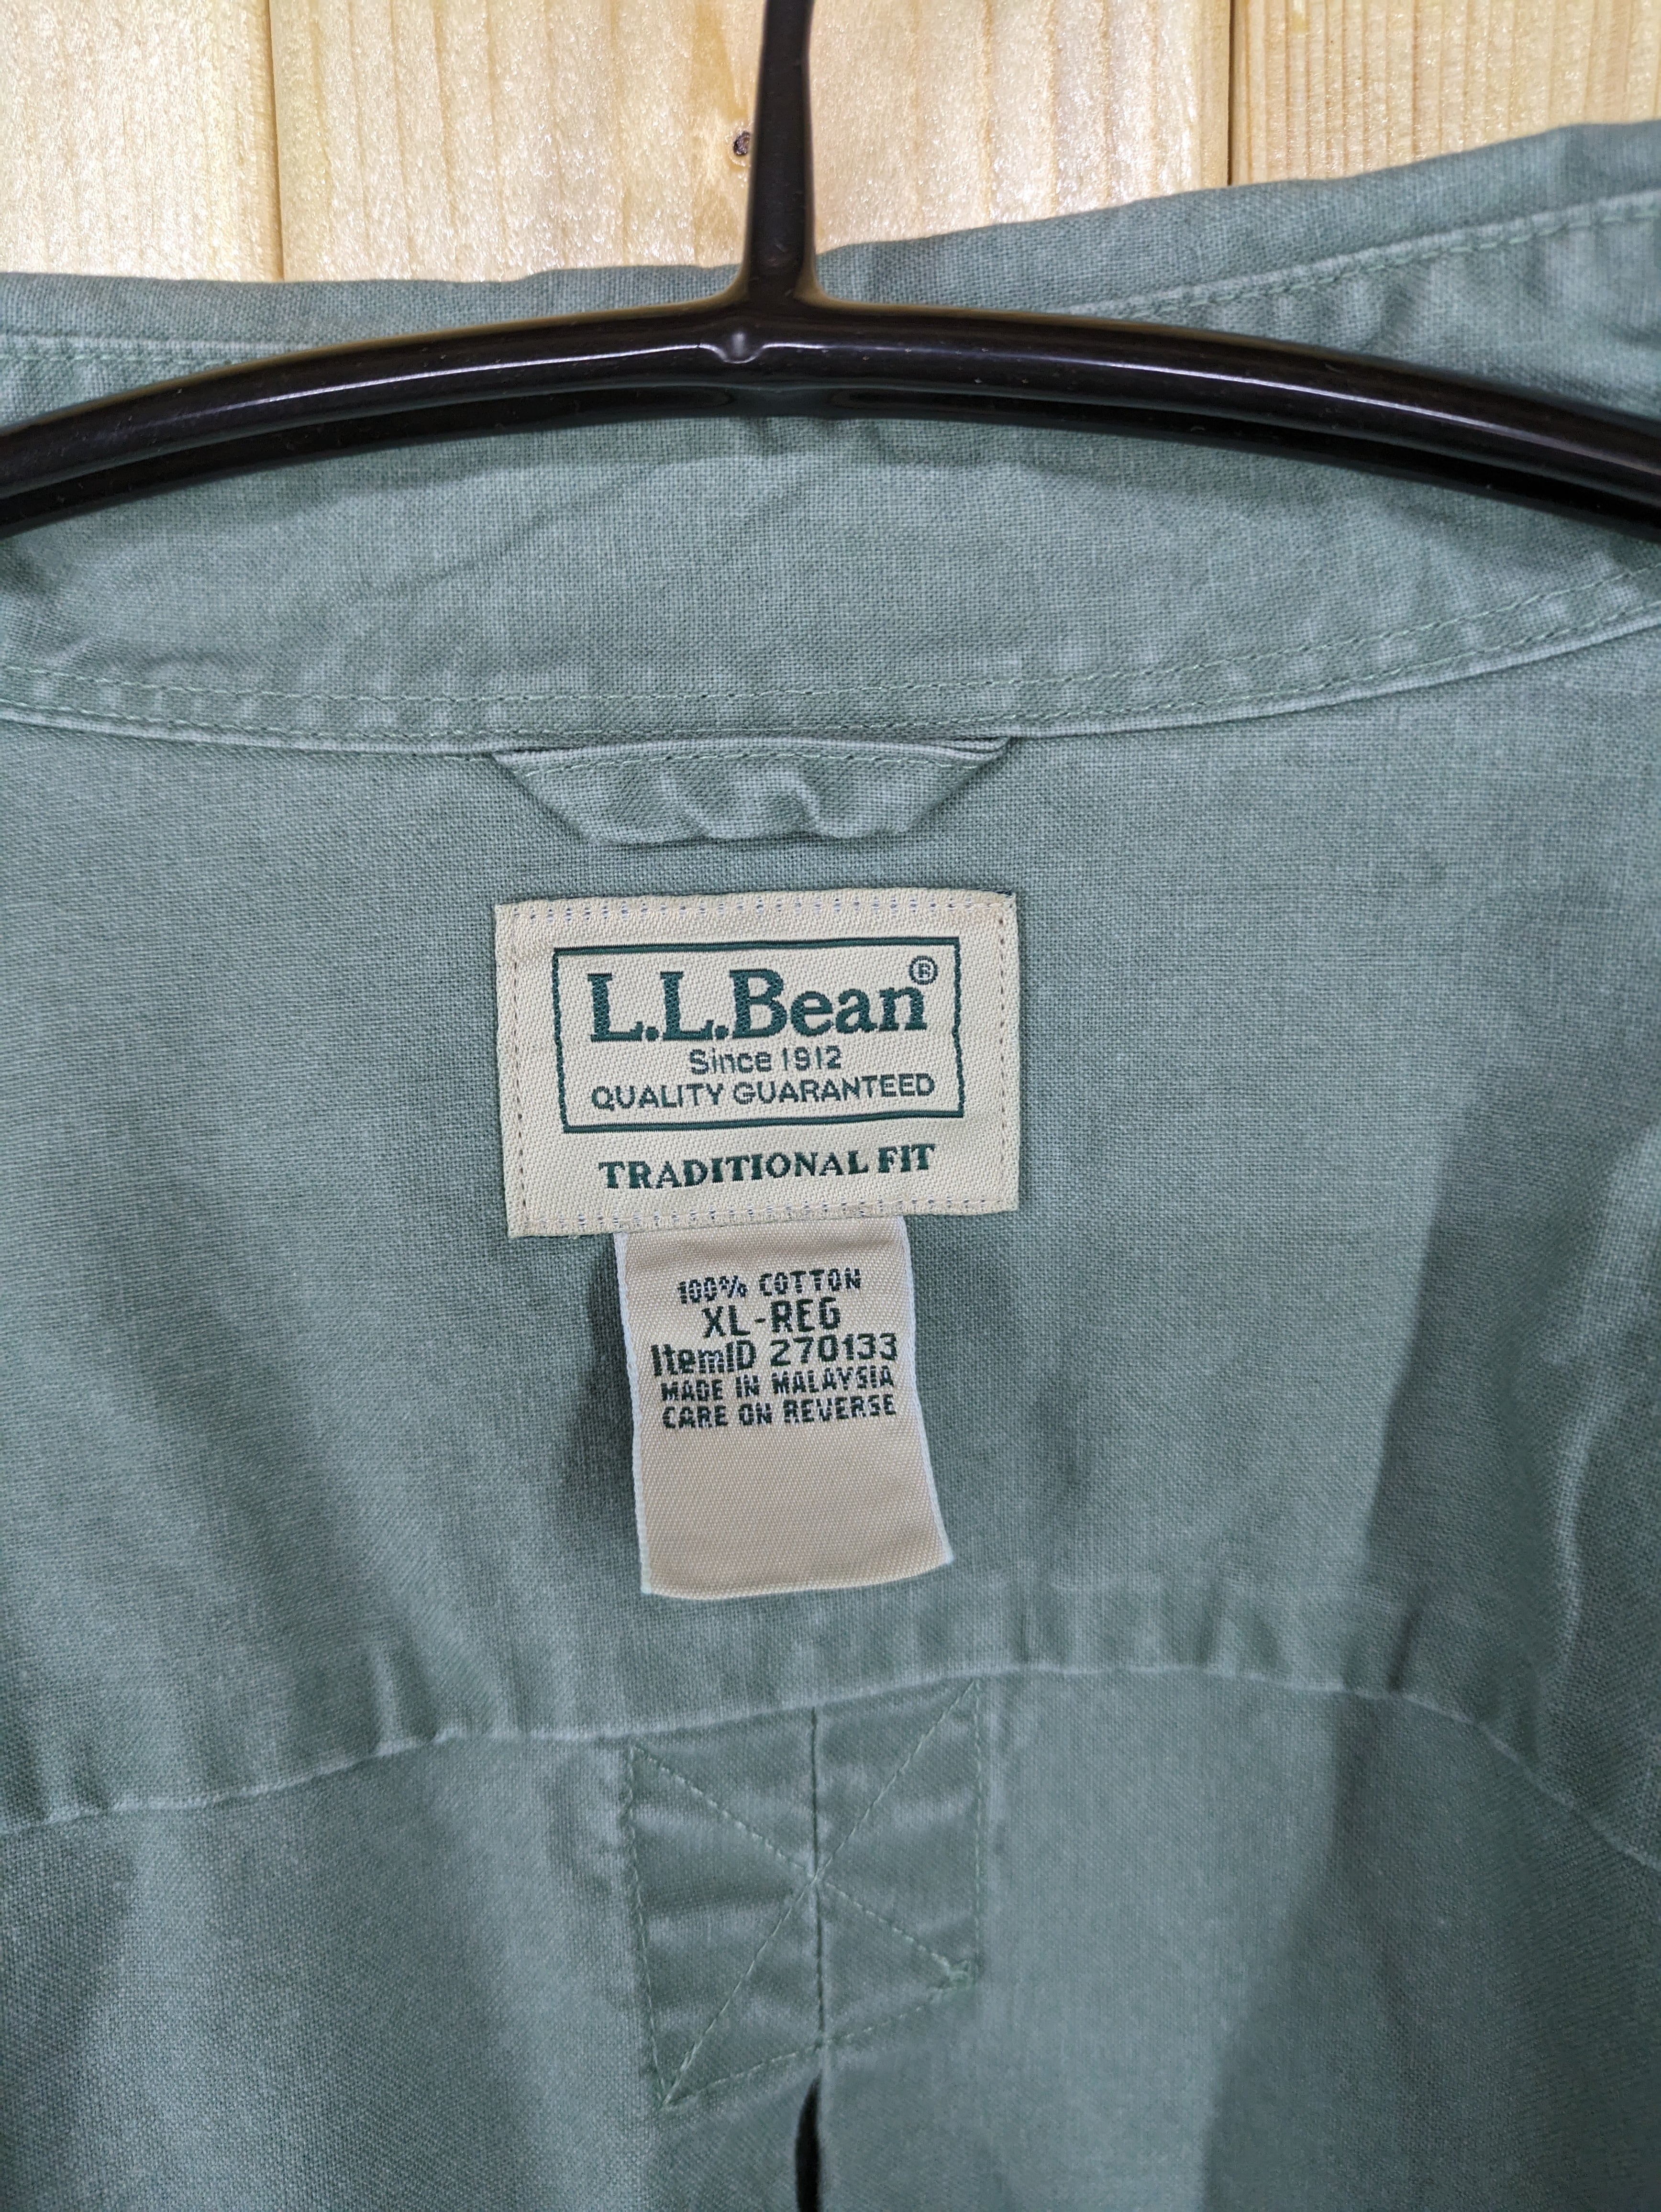 L.L.Bean®
Since 1912
QUALITY GUARANTEED
TRADITIONAL FIT
100% COTTON
XL-REG
ItemID 270133
MADE IN MALAYSIA
CARE ON REVERSE